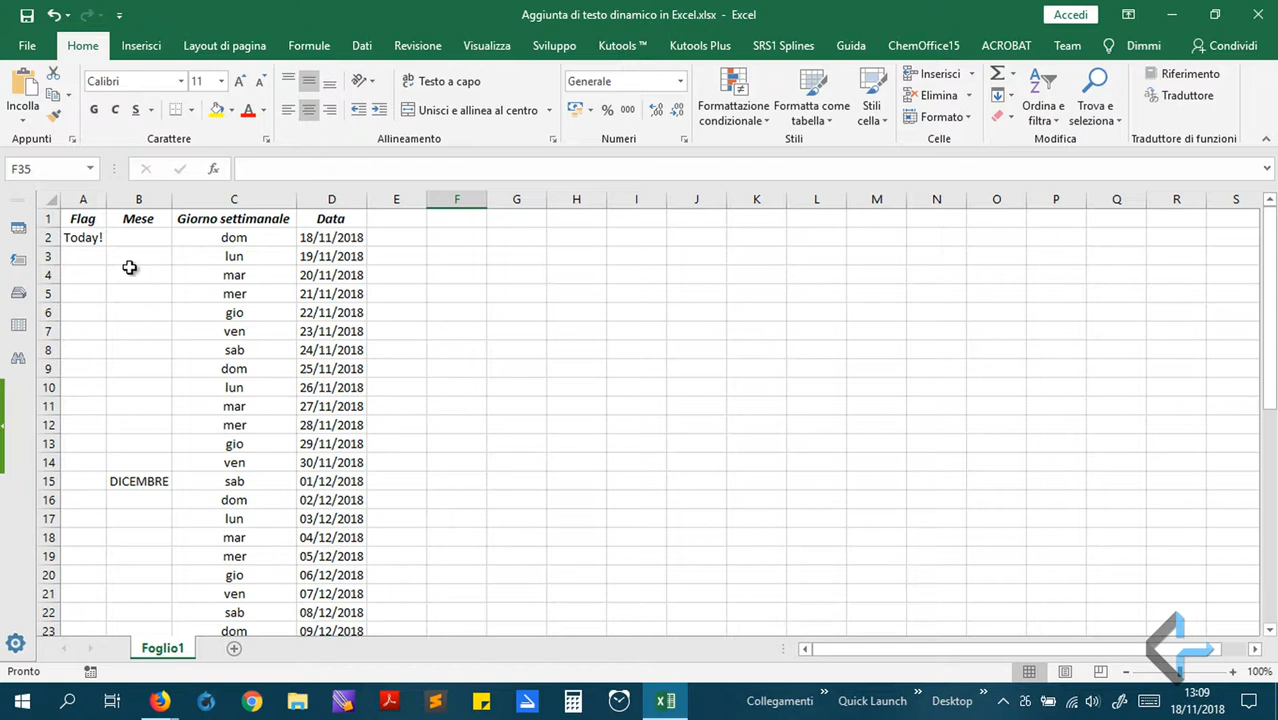 Aggiunta di testo dinamico in Excel.xlsx - Excel
Accedi
File Home Inserisci Layout di pagina Formule Dati Revisione Visualizza Sviluppo Kutools ™ Kutools Plus SRS1 Splines Guida ChemOffice15 ACROBAT Team Dimmi Condividi
Incolla
Calibri 11
G C S
Testo a capo
Unisci e allinea al centro
Generale
% 000
Formattazione condizionale
Formatta come tabella
Stili cella
Inserisci
Elimina
Formato
Ordina e filtra
Trova e seleziona
Riferimento
Traduttore
Appunti Carattere Allineamento Numeri Stili Celle Modifica Traduttore di funzioni
F35 fx
A B C D E F G H I J K L M N O P Q R S
1 Flag Mese Giorno settimanale Data
2 Today! dom 18/11/2018
3 lun 19/11/2018
4 mar 20/11/2018
5 mer 21/11/2018
6 gio 22/11/2018
7 ven 23/11/2018
8 sab 24/11/2018
9 dom 25/11/2018
10 lun 26/11/2018
11 mar 27/11/2018
12 mer 28/11/2018
13 gio 29/11/2018
14 ven 30/11/2018
15 DICEMBRE sab 01/12/2018
16 dom 02/12/2018
17 lun 03/12/2018
18 mar 04/12/2018
19 mer 05/12/2018
20 gio 06/12/2018
21 ven 07/12/2018
22 sab 08/12/2018
23 dom 09/12/2018
Foglio1
Pronto
100%
Collegamenti Quick Launch Desktop 26 13:09
18/11/2018